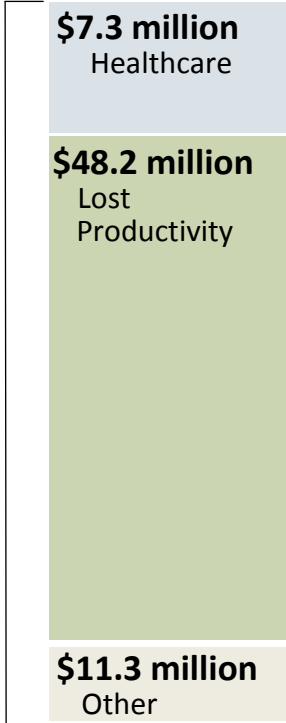 $7.3 million
Healthcare
$48.2 million
Lost
Productivity
$11.3 million
Other